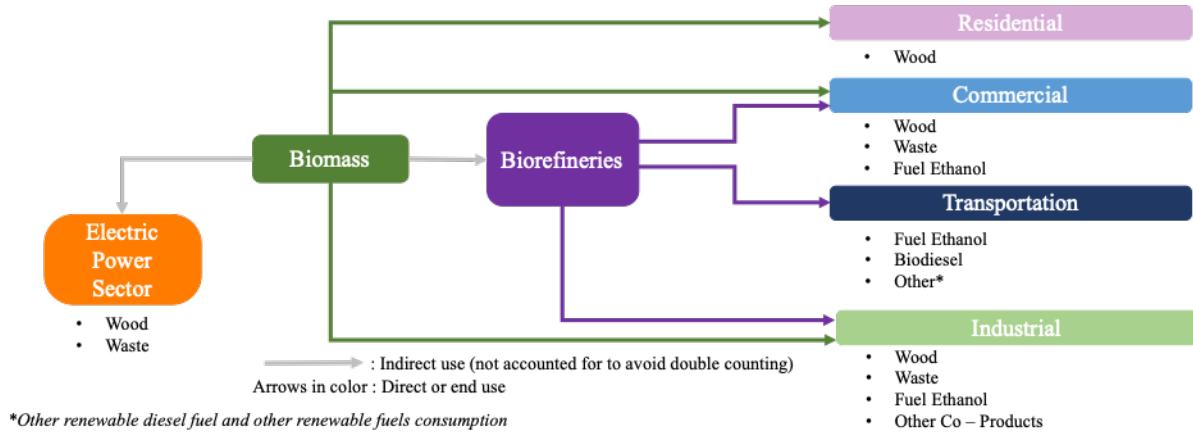 Residential
• Wood
Commercial
• Wood
• Waste
• Fuel Ethanol
Biomass
Biorefineries
Transportation
• Fuel Ethanol
• Biodiesel
• Other*
Electric
Power
Sector
• Wood
• Waste
Industrial
• Wood
• Waste
• Fuel Ethanol
• Other Co – Products
: Indirect use (not accounted for to avoid double counting)
Arrows in color : Direct or end use
*Other renewable diesel fuel and other renewable fuels consumption